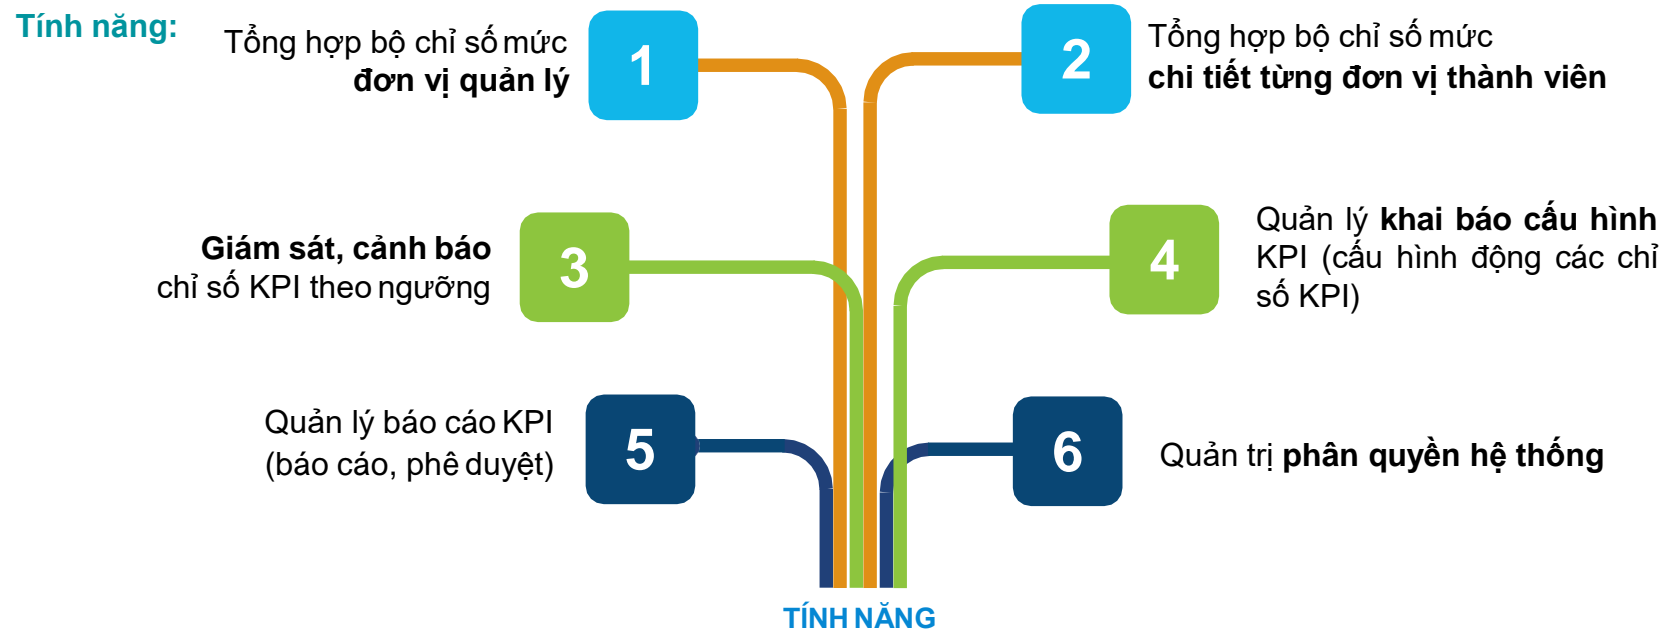 Tính năng:
Tổng hợp bộ chỉ số mức
đơn vị quản lý
1
2
Tổng hợp bộ chỉ số mức
chi tiết từng đơn vị thành viên
Giám sát, cảnh báo
chỉ số KPI theo ngưỡng
3
4
Quản lý khai báo cấu hình
KPI (cấu hình động các chỉ
số KPI)
Quản lý báo cáo KPI
(báo cáo, phê duyệt)
5
6
Quản trị phân quyền hệ thống
TÍNH NĂNG